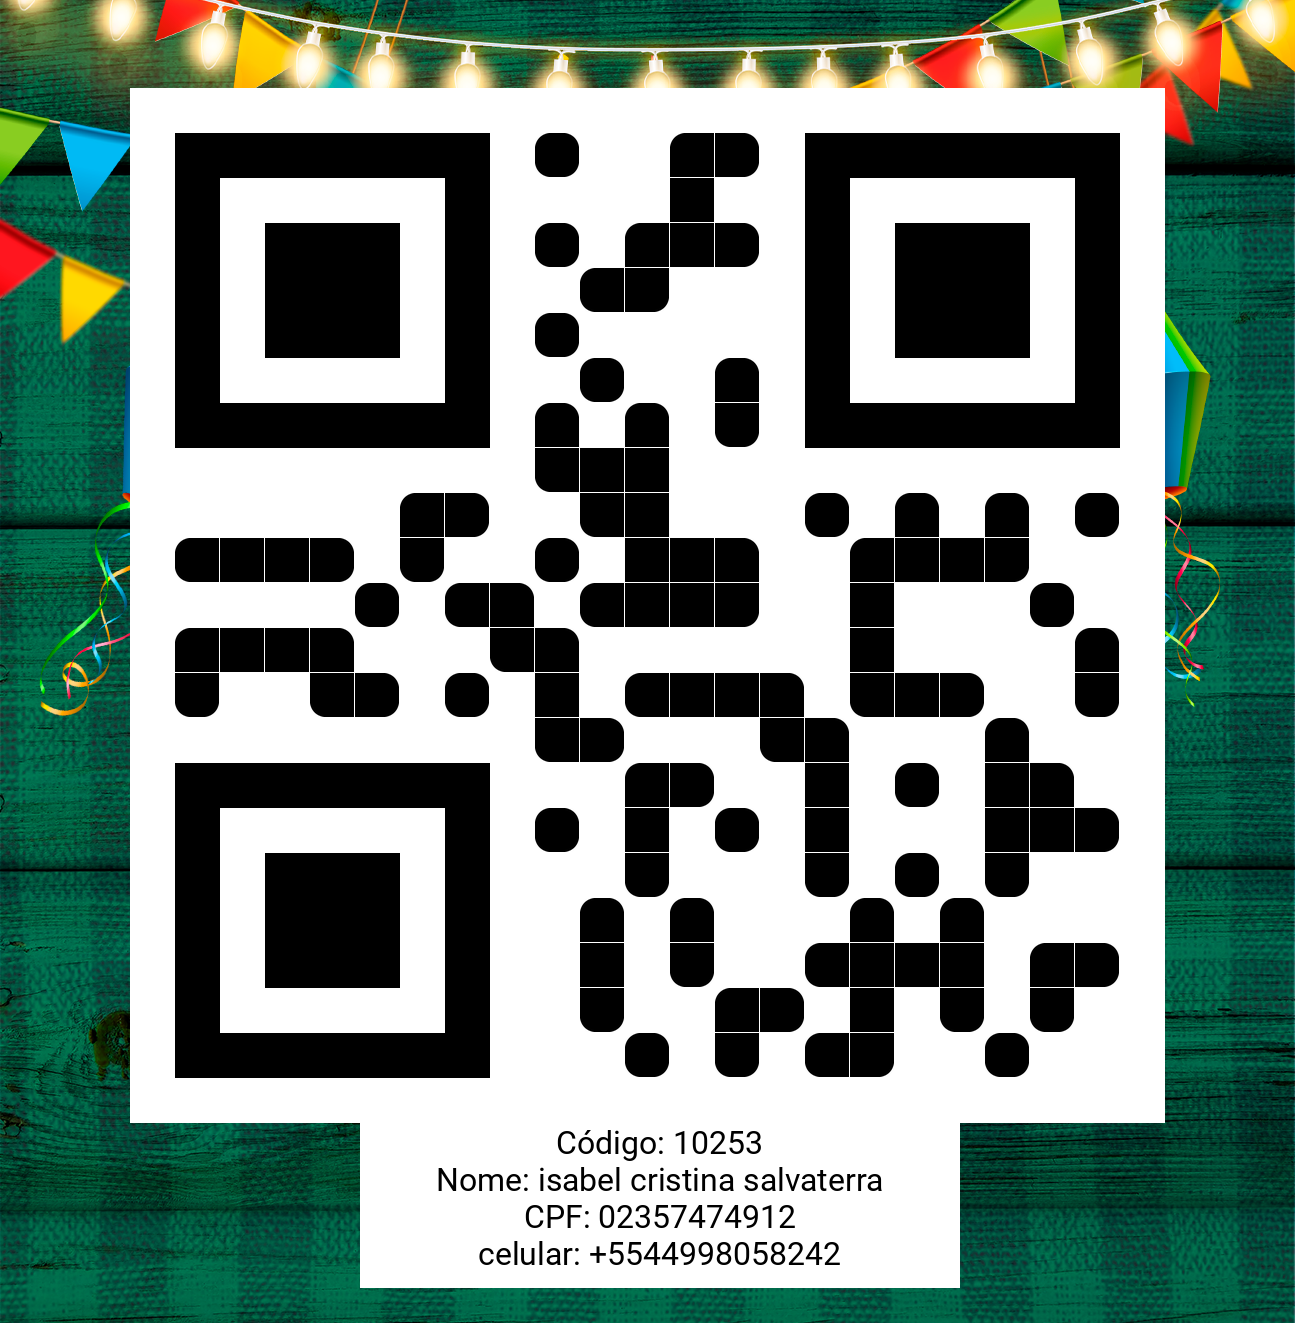 Código: 10253
Nome: isabel cristina salvaterra
CPF: 02357474912
celular: +5544998058242